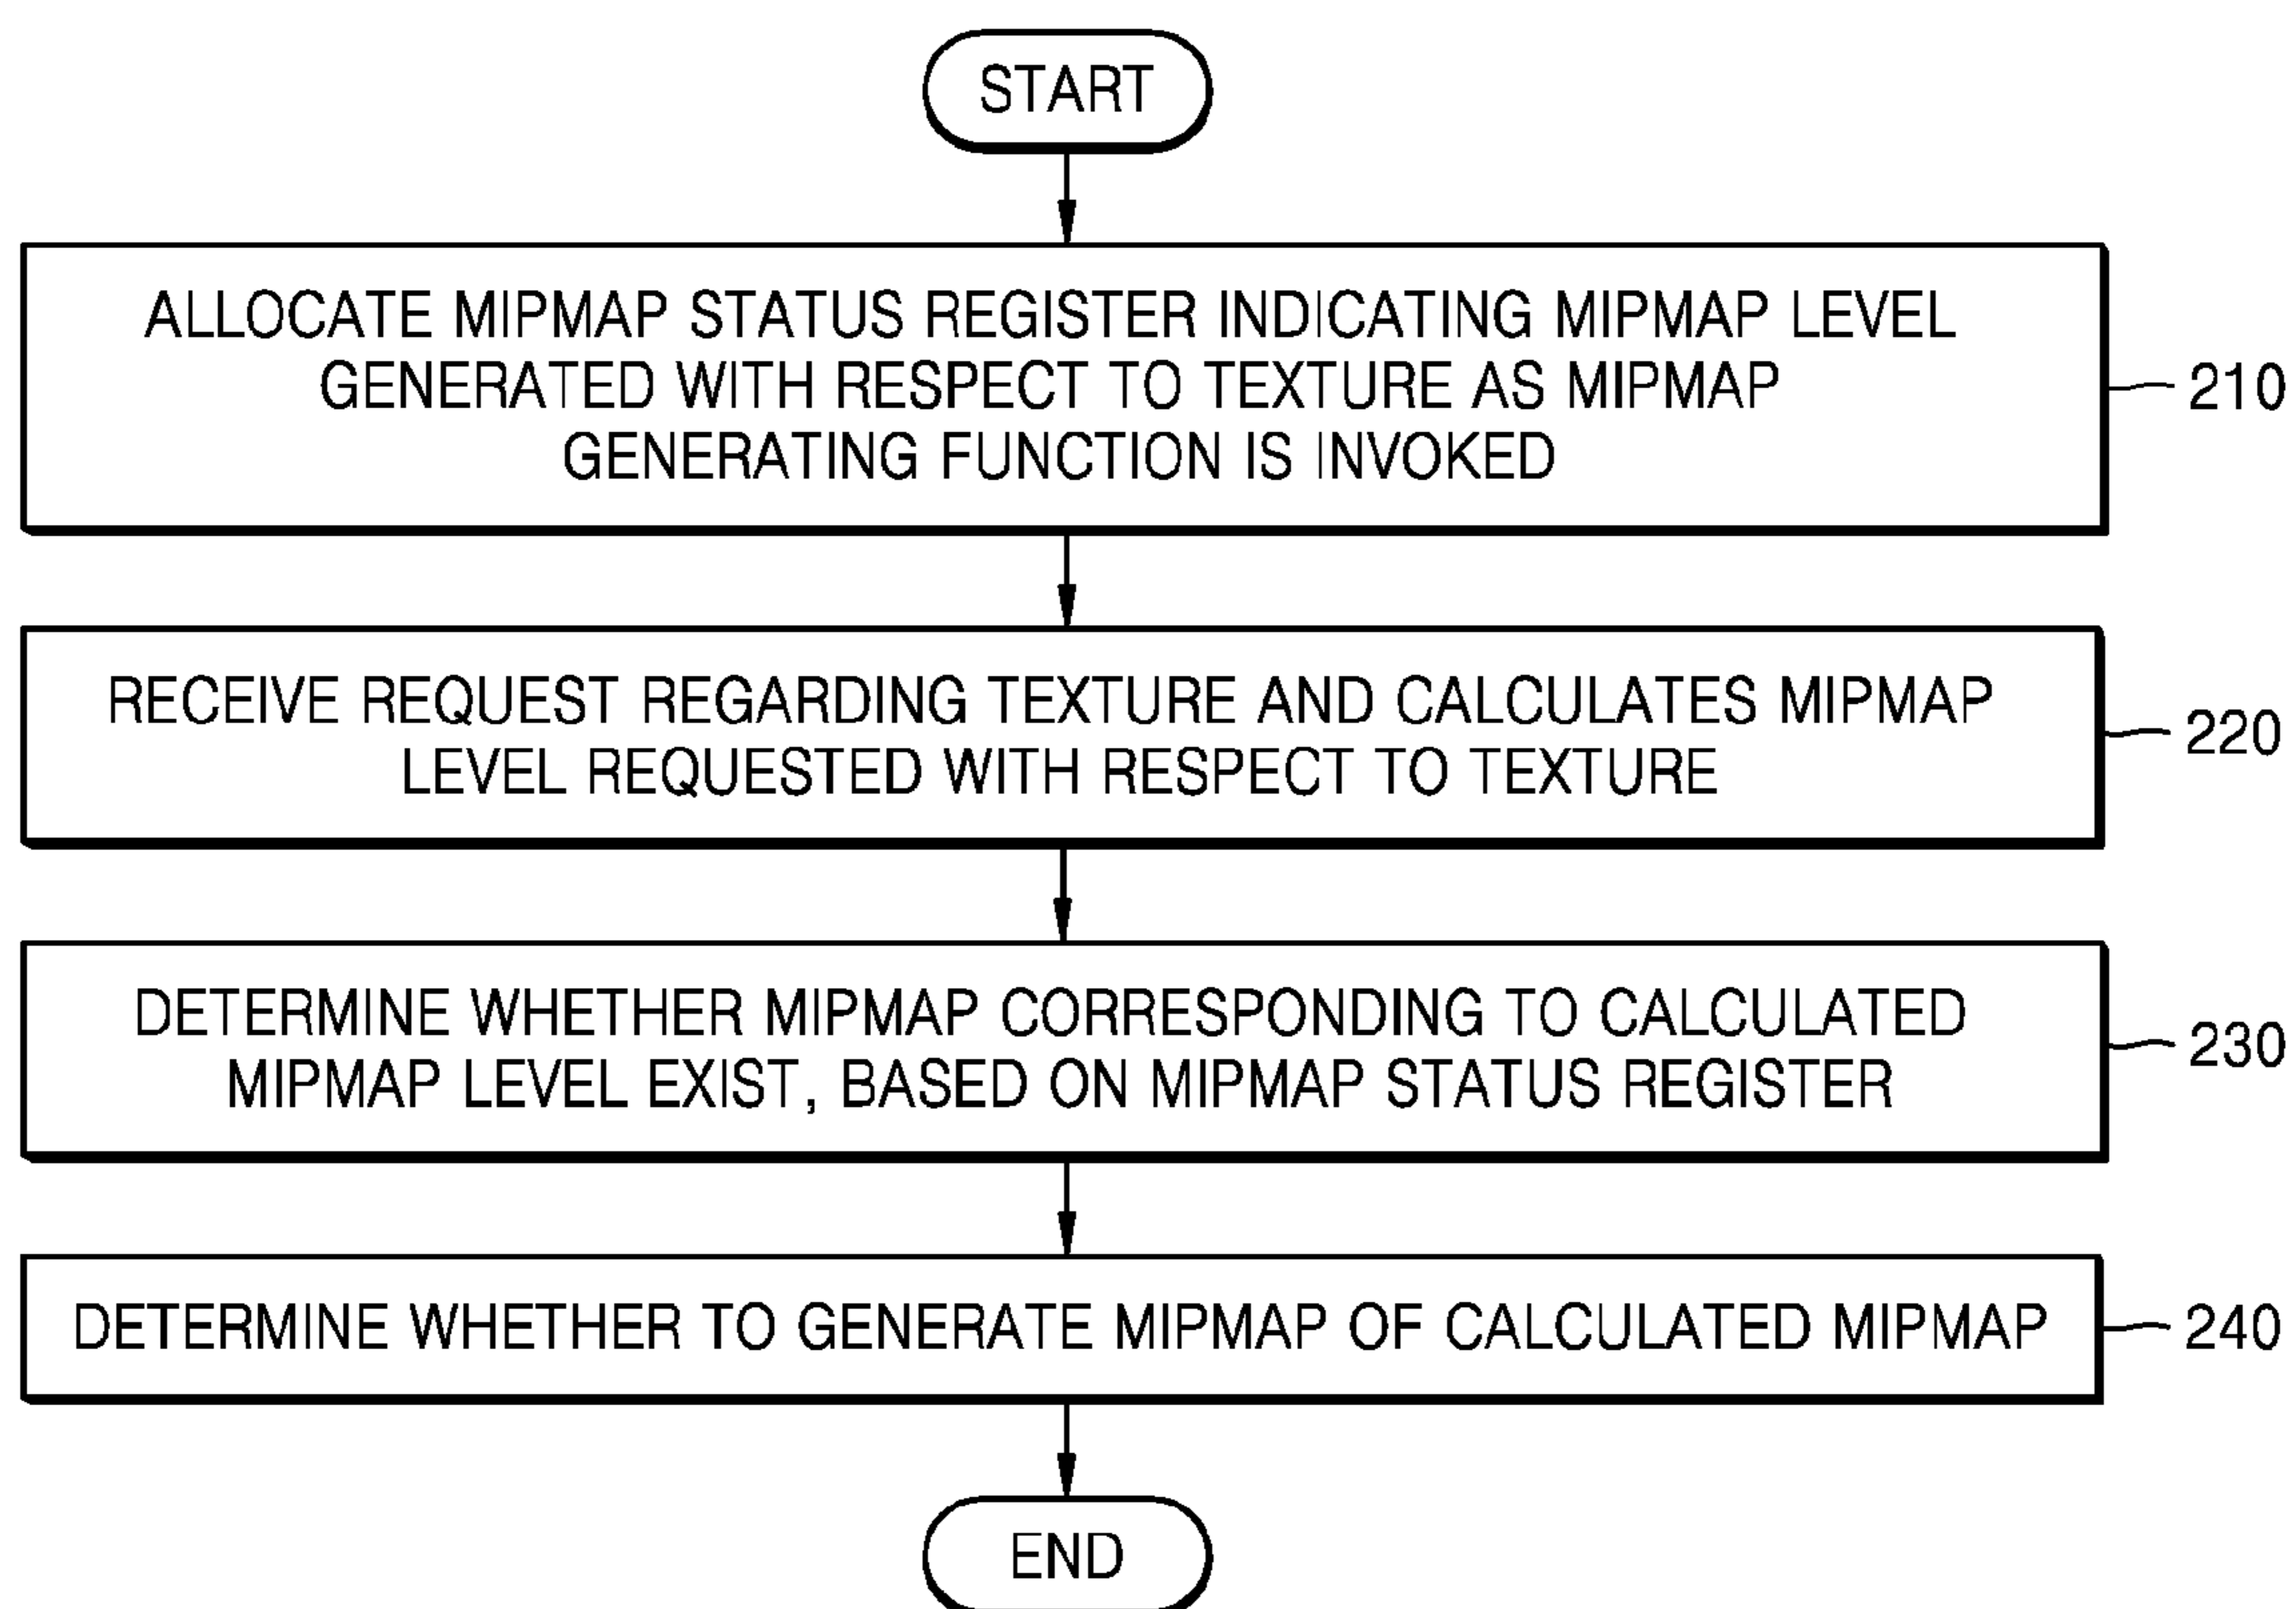 START
ALLOCATE MIPMAP STATUS REGISTER INDICATING MIPMAP LEVEL
GENERATED WITH RESPECT TO TEXTURE AS MIPMAP
GENERATING FUNCTION IS INVOKED
210
RECEIVE REQUEST REGARDING TEXTURE AND CALCULATES MIPMAP
LEVEL REQUESTED WITH RESPECT TO TEXTURE
220
DETERMINE WHETHER MIPMAP CORRESPONDING TO CALCULATED
MIPMAP LEVEL EXIST, BASED ON MIPMAP STATUS REGISTER
230
DETERMINE WHETHER TO GENERATE MIPMAP OF CALCULATED MIPMAP
240
END